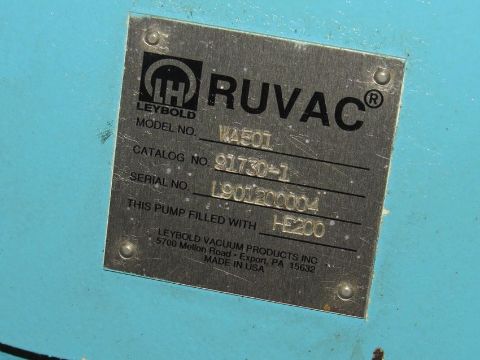 LH
LEYBOLD
RUVAC®
MODEL NO. WA501
CATALOG NO. 91730-1
SERIAL NO. L901200004
THIS PUMP FILLED WITH HE200
LEYBOLD VACUUM PRODUCTS INC
5700 Mellon Road • Export, PA 15632
MADE IN USA